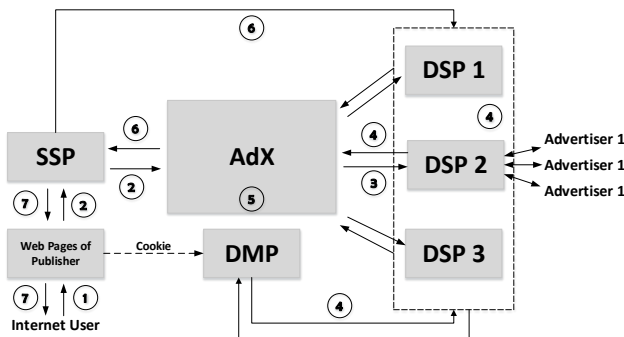 6
DSP 1
6
4
4
SSP
AdX
DSP 2
Advertiser 1
Advertiser 1
Advertiser 1
2
3
7
2
5
Web Pages of
Publisher
Cookie
DMP
DSP 3
7
1
4
Internet User